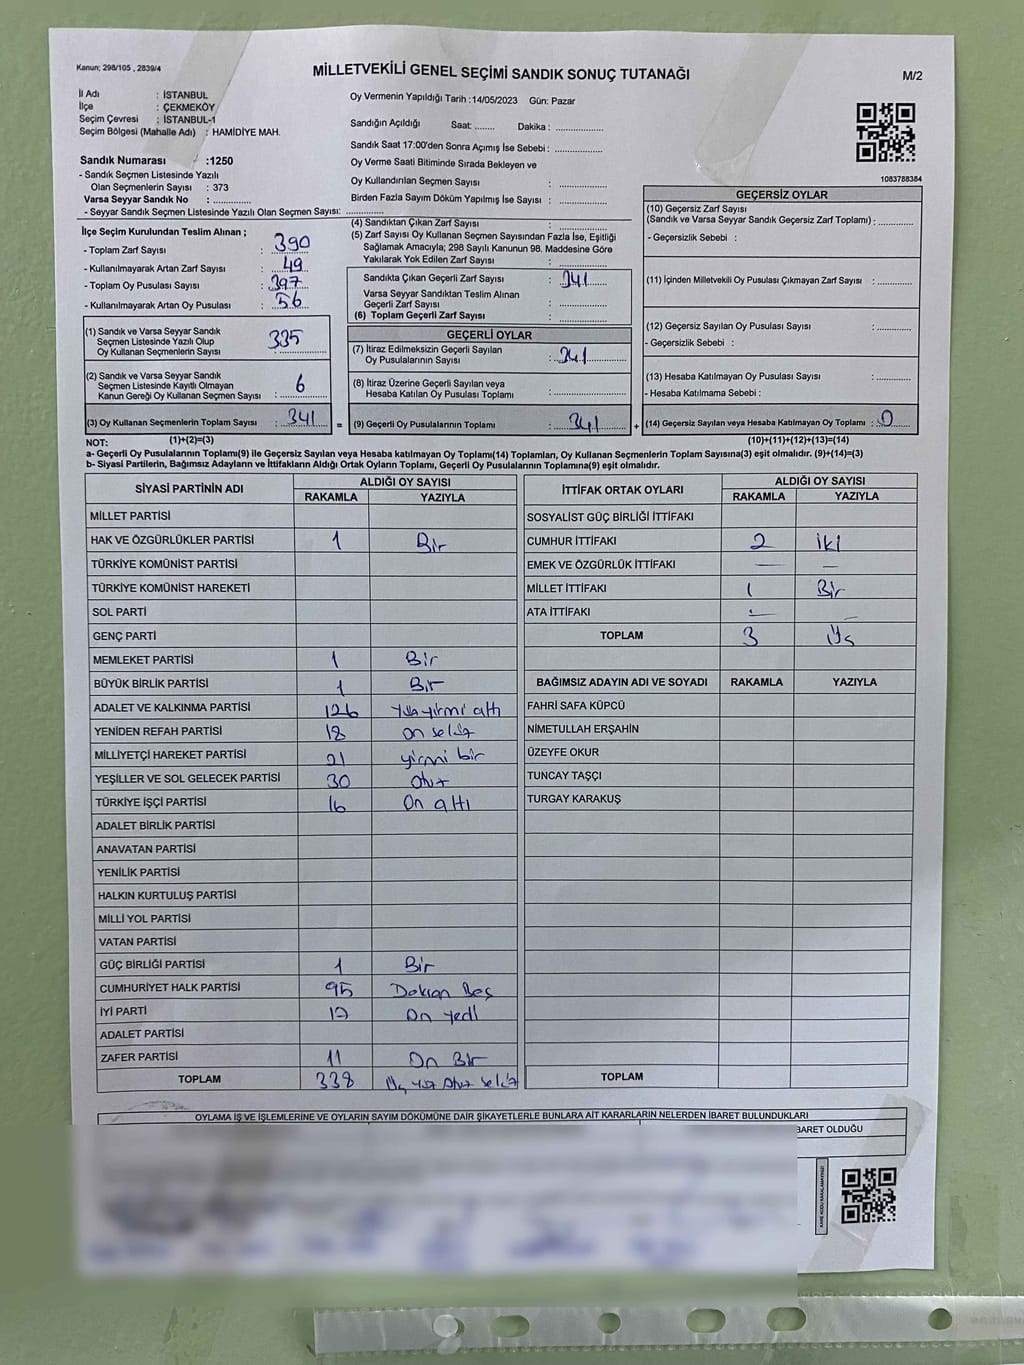 Kanun; 298/105 , 2839/4
MİLLETVEKİLİ GENEL SEÇİMİ SANDIK SONUÇ TUTANAĞI
M/2
İl Adı : İSTANBUL
İlçe : ÇEKMEKÖY
Seçim Çevresi : İSTANBUL-1
Seçim Bölgesi (Mahalle Adı) : HAMİDİYE MAH.
Sandık Numarası :1250
- Sandık Seçmen Listesinde Yazılı
Olan Seçmenlerin Sayısı : 373
Varsa Seyyar Sandık No : ..............
- Seyyar Sandık Seçmen Listesinde Yazılı Olan Seçmen Sayısı: ..............
Oy Vermenin Yapıldığı Tarih :14/05/2023 Gün: Pazar
Sandığın Açıldığı Saat: ........ Dakika : ..................
Sandık Saat 17:00'den Sonra Açımış İse Sebebi : ..................
Oy Verme Saati Bitiminde Sırada Bekleyen ve
Oy Kullandırılan Seçmen Sayısı : ..................
Birden Fazla Sayım Döküm Yapılmış İse Sayısı : ..................
1083788384
İlçe Seçim Kurulundan Teslim Alınan ;
- Toplam Zarf Sayısı : 390
- Kullanılmayarak Artan Zarf Sayısı : 49
- Toplam Oy Pusulası Sayısı : 397
- Kullanılmayarak Artan Oy Pusulası : 56
(1) Sandık ve Varsa Seyyar Sandık
Seçmen Listesinde Yazılı Olup
Oy Kullanan Seçmenlerin Sayısı : 335
(2) Sandık ve Varsa Seyyar Sandık
Seçmen Listesinde Kayıtlı Olmayan
Kanun Gereği Oy Kullanan Seçmen Sayısı : 6
(3) Oy Kullanan Seçmenlerin Toplam Sayısı : 341
(4) Sandıktan Çıkan Zarf Sayısı : ..................
(5) Zarf Sayısı Oy Kullanan Seçmen Sayısından Fazla İse, Eşitliği
Sağlamak Amacıyla; 298 Sayılı Kanunun 98. Maddesine Göre
Yakılarak Yok Edilen Zarf Sayısı : ..................
Sandıkta Çıkan Geçerli Zarf Sayısı : 341
Varsa Seyyar Sandıktan Teslim Alınan
Geçerli Zarf Sayısı : ..................
(6) Toplam Geçerli Zarf Sayısı : ..................
GEÇERLİ OYLAR
(7) İtiraz Edilmeksizin Geçerli Sayılan
Oy Pusulalarının Sayısı : 341
(8) İtiraz Üzerine Geçerli Sayılan veya
Hesaba Katılan Oy Pusulası Toplamı : ..................
= (9) Geçerli Oy Pusulalarının Toplamı : 341
GEÇERSİZ OYLAR
(10) Geçersiz Zarf Sayısı
(Sandık ve Varsa Seyyar Sandık Geçersiz Zarf Toplamı) : ............
- Geçersizlik Sebebi :
(11) İçinden Milletvekili Oy Pusulası Çıkmayan Zarf Sayısı : ............
(12) Geçersiz Sayılan Oy Pusulası Sayısı : ............
- Geçersizlik Sebebi :
(13) Hesaba Katılmayan Oy Pusulası Sayısı : ............
- Hesaba Katılmama Sebebi :
+ (14) Geçersiz Sayılan veya Hesaba Katılmayan Oy Toplamı : 0
NOT: (1)+(2)=(3) (10)+(11)+(12)+(13)=(14)
a- Geçerli Oy Pusulalarının Toplamı(9) ile Geçersiz Sayılan veya Hesaba katılmayan Oy Toplamı(14) Toplamları, Oy Kullanan Seçmenlerin Toplam Sayısına(3) eşit olmalıdır. (9)+(14)=(3)
b- Siyasi Partilerin, Bağımsız Adayların ve İttifakların Aldığı Ortak Oyların Toplamı, Geçerli Oy Pusulalarının Toplamına(9) eşit olmalıdır.
SİYASİ PARTİNİN ADI ALDIĞI OY SAYISI
RAKAMLA YAZIYLA
MİLLET PARTİSİ
HAK VE ÖZGÜRLÜKLER PARTİSİ 1 Bir
TÜRKİYE KOMÜNİST PARTİSİ
TÜRKİYE KOMÜNİST HAREKETİ
SOL PARTİ
GENÇ PARTİ
MEMLEKET PARTİSİ 1 Bir
BÜYÜK BİRLİK PARTİSİ 1 Bir
ADALET VE KALKINMA PARTİSİ 126 Yüz yirmi altı
YENİDEN REFAH PARTİSİ 18 On sekiz
MİLLİYETÇİ HAREKET PARTİSİ 21 yirmi bir
YEŞİLLER VE SOL GELECEK PARTİSİ 30 Otuz
TÜRKİYE İŞÇİ PARTİSİ 16 On altı
ADALET BİRLİK PARTİSİ
ANAVATAN PARTİSİ
YENİLİK PARTİSİ
HALKIN KURTULUŞ PARTİSİ
MİLLİ YOL PARTİSİ
VATAN PARTİSİ
GÜÇ BİRLİĞİ PARTİSİ 1 Bir
CUMHURİYET HALK PARTİSİ 95 Doksan Beş
İYİ PARTİ 17 On yedi
ADALET PARTİSİ
ZAFER PARTİSİ 11 On Bir
TOPLAM 338 Üç yüz Otuz sekiz
İTTİFAK ORTAK OYLARI ALDIĞI OY SAYISI
RAKAMLA YAZIYLA
SOSYALİST GÜÇ BİRLİĞİ İTTİFAKI
CUMHUR İTTİFAKI 2 iki
EMEK VE ÖZGÜRLÜK İTTİFAKI — —
MİLLET İTTİFAKI 1 Bir
ATA İTTİFAKI — —
TOPLAM 3 Üç
BAĞIMSIZ ADAYIN ADI VE SOYADI RAKAMLA YAZIYLA
FAHRİ SAFA KÜPCÜ
NİMETULLAH ERŞAHİN
ÜZEYFE OKUR
TUNCAY TAŞÇI
TURGAY KARAKUŞ
TOPLAM
OYLAMA İŞ VE İŞLEMLERİNE VE OYLARIN SAYIM DÖKÜMÜNE DAİR ŞİKAYETLERLE BUNLARA AİT KARARLARIN NELERDEN İBARET BULUNDUKLARI
BARET OLDUĞU
KARE KODU KARALAMAYINIZ!